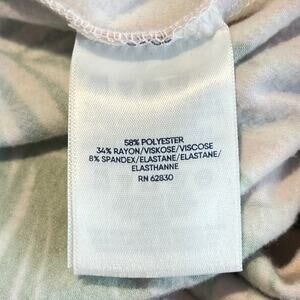 58% POLYESTER
34% RAYON/VISKOSE/VISCOSE
8% SPANDEX/ELASTANE/ELASTANE/
ELASTHANNE
RN 62830